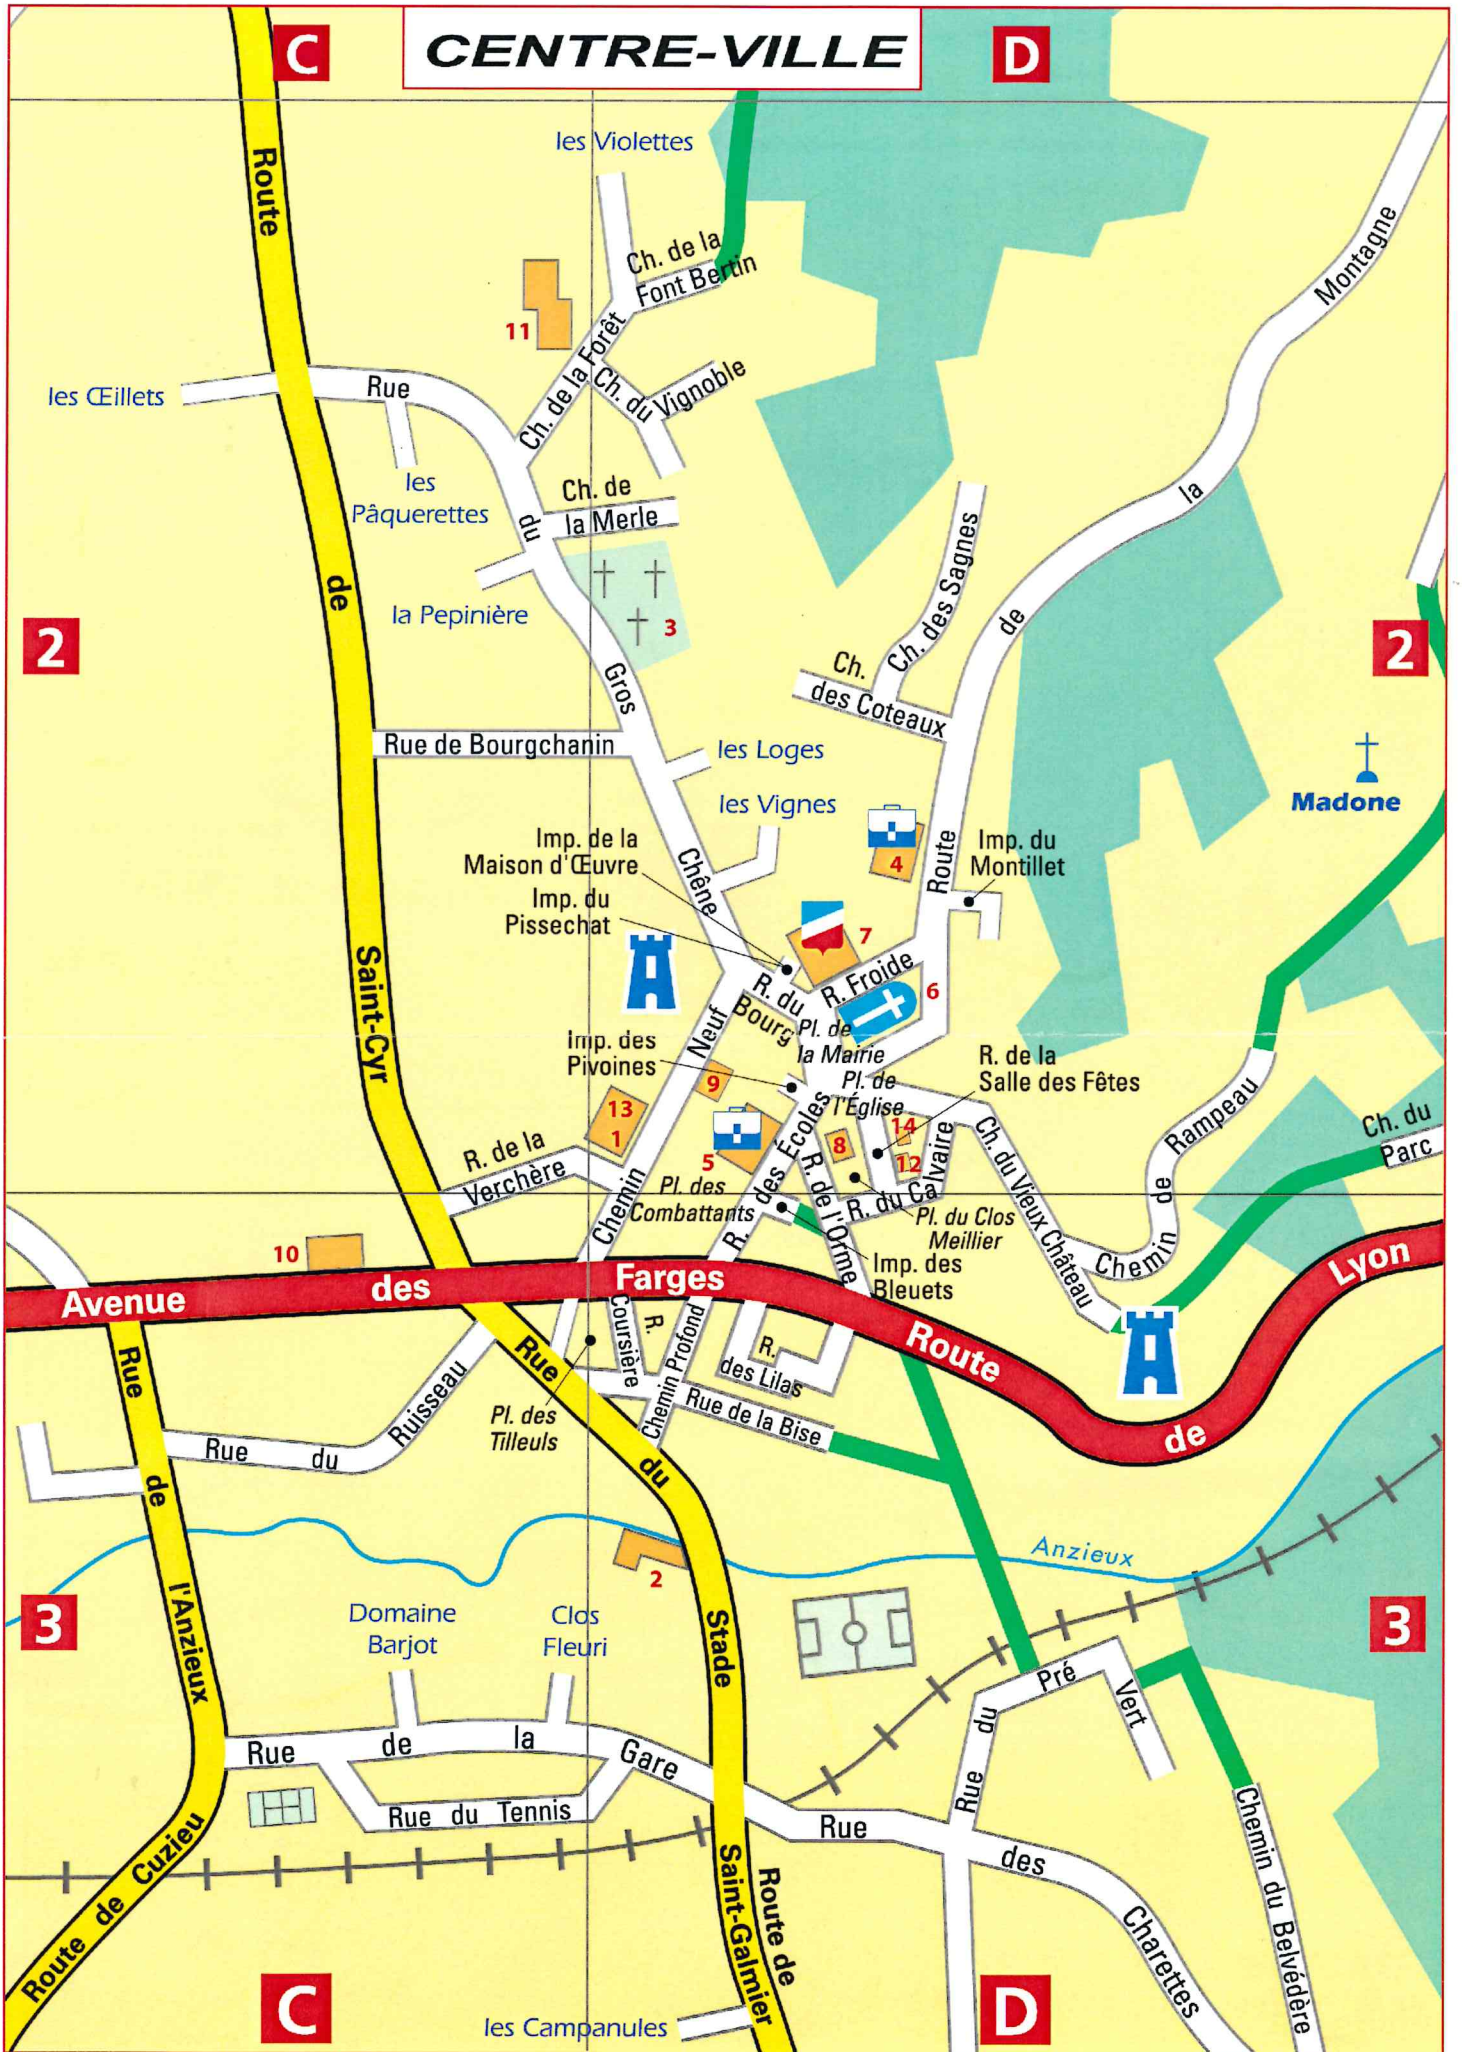 CENTRE-VILLE
C
D
les Violettes
Route
de
Saint-Cyr
Ch. de la
Font Bertin
11
Ch. de la Forêt
Ch. du
Vignoble
Montagne
la
de
Route
les Œillets
Rue
du
Gros
Chêne
les
Pâquerettes
Ch. de
la Merle
la Pepinière
3
2
2
Ch. des Sagnes
Ch.
des Coteaux
Rue de Bourgchanin
les Loges
les Vignes
Madone
Imp. de la
Maison d'Œuvre
Imp. du
Pissechat
4
Imp. du
Montillet
7
R. Froide
6
R. du
Bourg
Pl. de
la Mairie
Imp. des
Pivoines
Neuf
Chemin
9
Pl. de
l'Église
R. de la
Salle des Fêtes
13
1
5
8
14
12
R. de la
Verchère
R. des Écoles
R. de l'Orme
R. du Calvaire
Ch. du Vieux Château
Chemin de Rampeau
Ch. du
Parc
Pl. des
Combattants
Pl. du Clos
Meillier
Imp. des
Bleuets
10
Avenue des Farges
Route de Lyon
Rue
de
l'Anzieux
Rue du Ruisseau
Rue
du
Stade
R.
Coursière
Chemin Profond
R.
des Lilas
Pl. des
Tilleuls
Rue de la Bise
Anzieux
2
3
3
Domaine
Barjot
Clos
Fleuri
Rue de la Gare
Rue du Tennis
Rue du Pré
Vert
Route de Cuzieu
Rue des Charettes
Chemin du Belvédère
Route de
Saint-Galmier
les Campanules
C
D